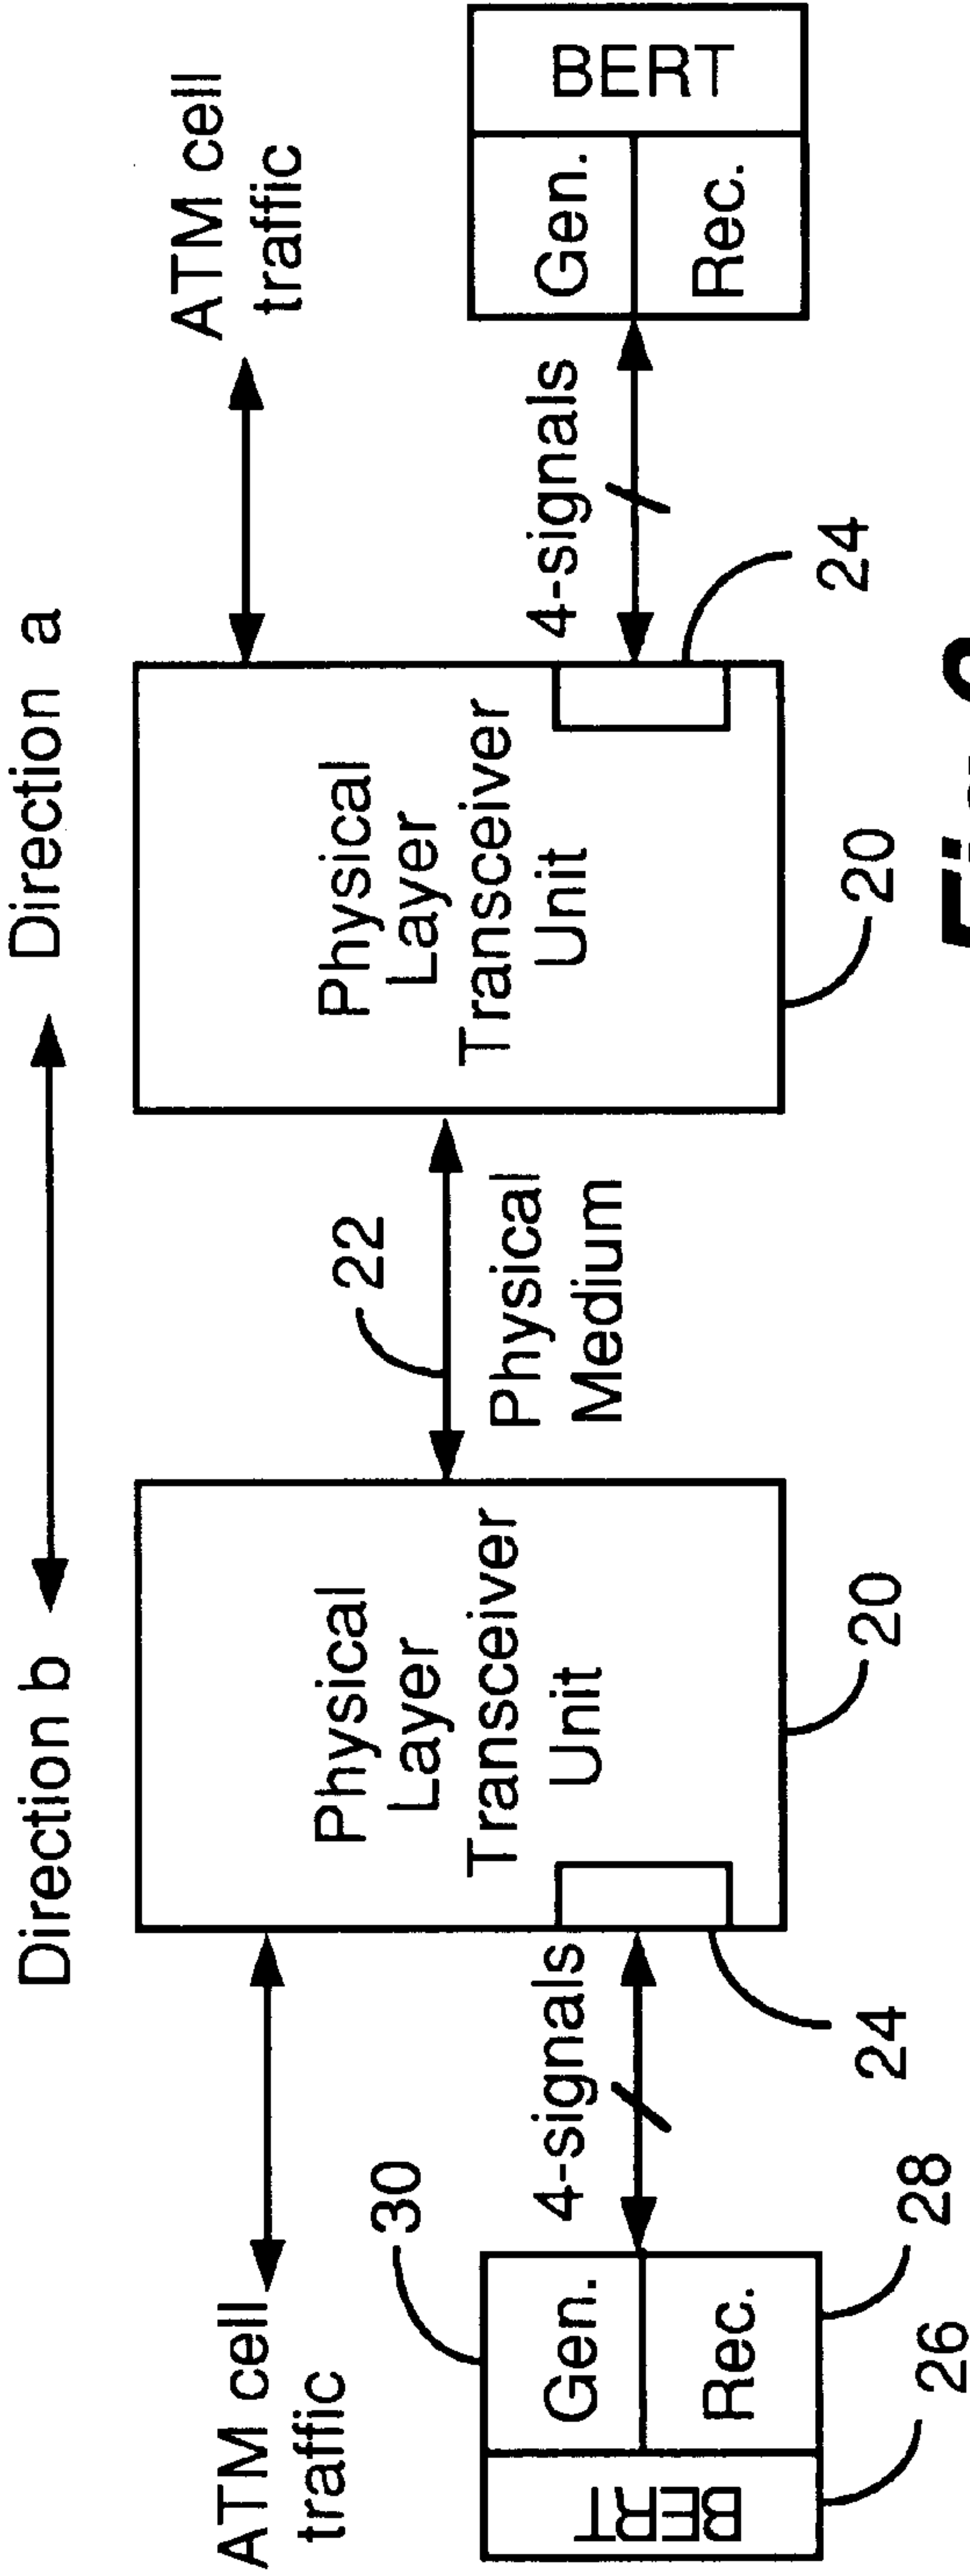 Direction b
Direction a
ATM cell
traffic
ATM cell
traffic
Physical
Layer
Transceiver
Unit
22
Physical
Medium
Physical
Layer
Transceiver
Unit
30
4-signals
4-signals
Gen.
Rec.
BERT
Gen.
Rec.
BERT
26
28
24
20
20
24